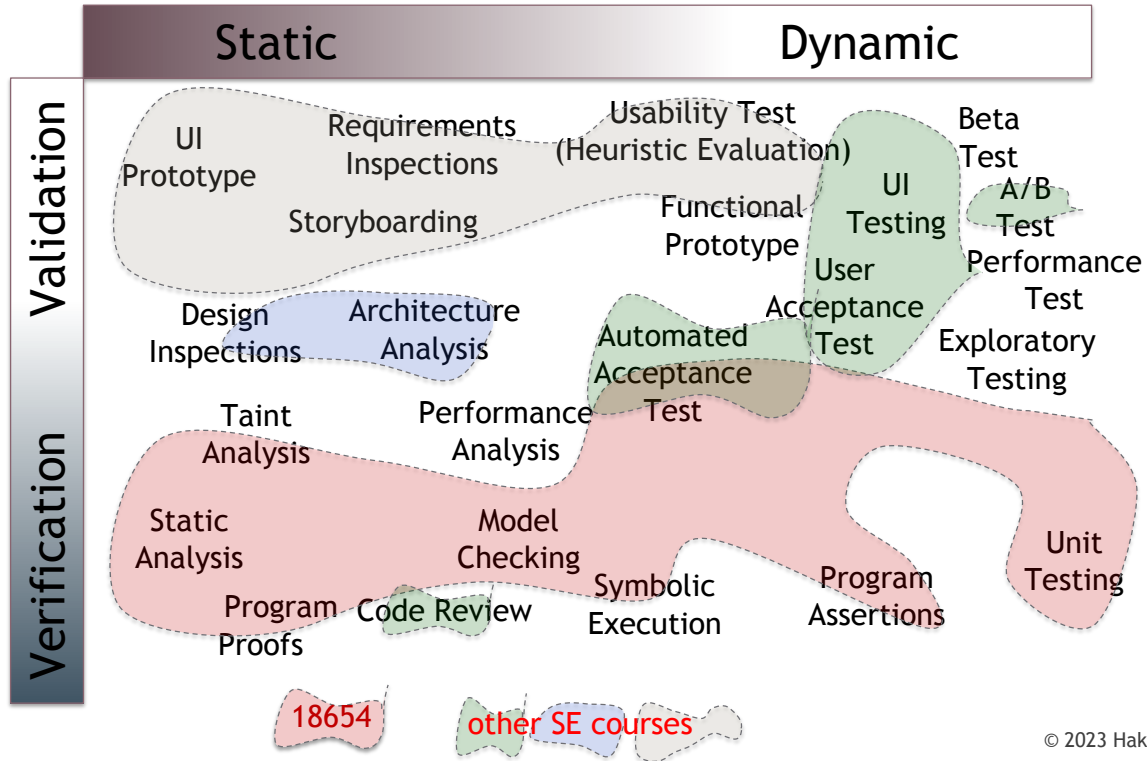 Static
Dynamic
Validation
Verification
UI
Prototype
Requirements
Inspections
Storyboarding
Usability Test
(Heuristic Evaluation)
Functional
Prototype
UI
Testing
Beta
Test
A/B
Test
Performance
Test
User
Acceptance
Test
Exploratory
Testing
Design
Inspections
Architecture
Analysis
Automated
Acceptance
Test
Taint
Analysis
Performance
Analysis
Static
Analysis
Model
Checking
Unit
Testing
Program
Proofs
Code Review
Symbolic
Execution
Program
Assertions
18654
other SE courses
© 2023 Hak